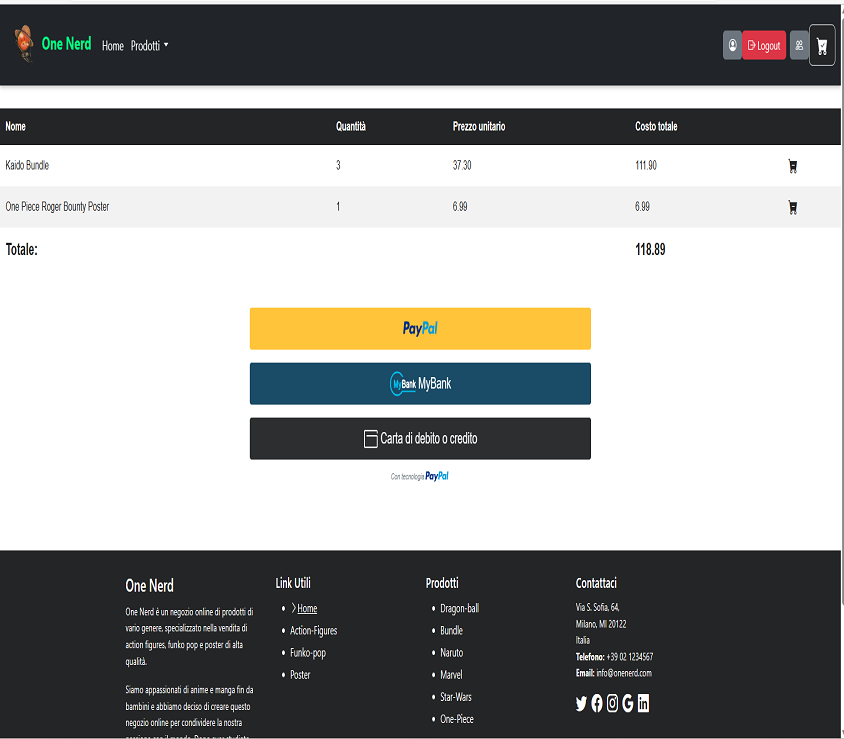 One Nerd Home Prodotti Logout
Nome Quantità Prezzo unitario Costo totale
Kaido Bundle 3 37.30 111.90
One Piece Roger Bounty Poster 1 6.99 6.99
Totale: 118.89
PayPal
MyBank MyBank
Carta di debito o credito
Con tecnologia PayPal
One Nerd
One Nerd è un negozio online di prodotti di
vario genere, specializzato nella vendita di
action figures, funko pop e poster di alta
qualità.
Siamo appassionati di anime e manga fin da
bambini e abbiamo deciso di creare questo
negozio online per condividere la nostra
Link Utili
Home
Action-Figures
Funko-pop
Poster
Prodotti
Dragon-ball
Bundle
Naruto
Marvel
Star-Wars
One-Piece
Contattaci
Via S. Sofia, 64,
Milano, MI 20122
Italia
Telefono: +39 02 1234567
Email: info@onenerd.com